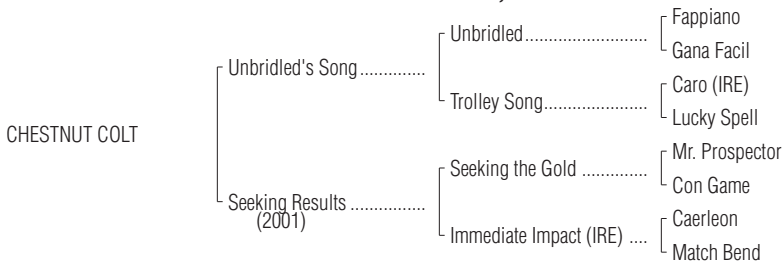 Fappiano
Unbridled..............................
Gana Facil
Unbridled's Song..............
Caro (IRE)
Trolley Song.........................
Lucky Spell
CHESTNUT COLT
Mr. Prospector
Seeking the Gold ...............
Con Game
Seeking Results ................
(2001)
Caerleon
Immediate Impact (IRE) ....
Match Bend